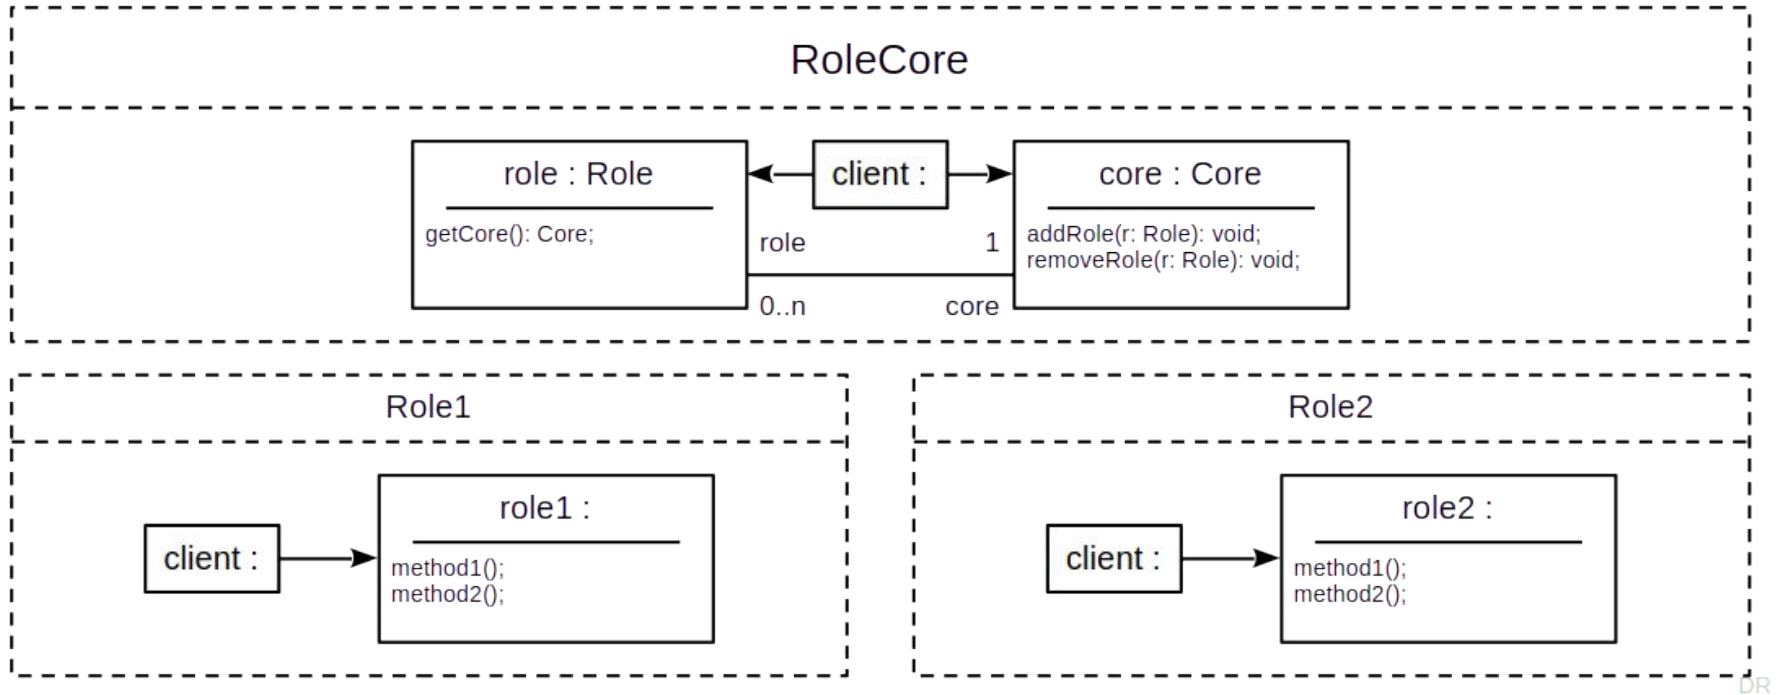 RoleCore
role : Role
client :
core : Core
getCore(): Core;
role
1
addRole(r: Role): void;
removeRole(r: Role): void;
0..n
core
Role1
Role2
client :
role1 :
method1();
method2();
client :
role2 :
method1();
method2();
DR